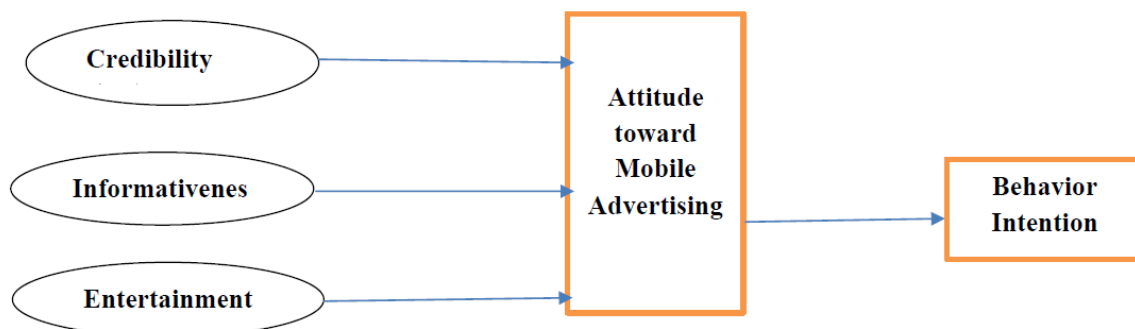 Credibility
Informativenes
Entertainment
Attitude
toward
Mobile
Advertising
Behavior
Intention